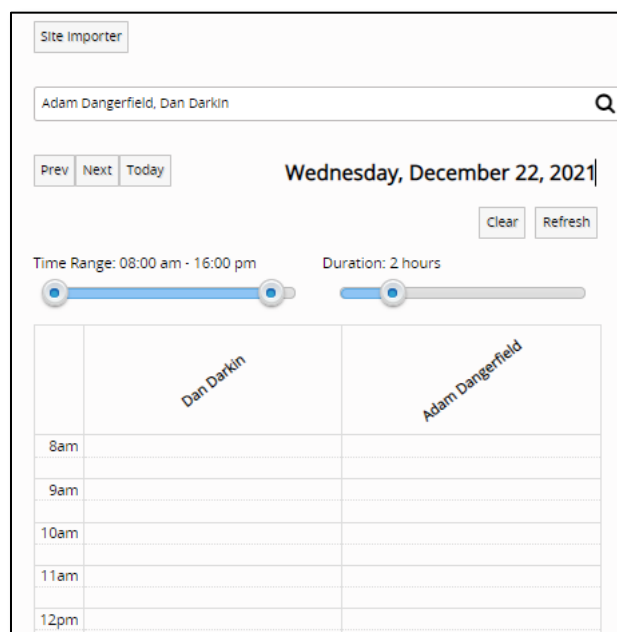 Site Importer
Adam Dangerfield, Dan Darkin
Prev Next Today Wednesday, December 22, 2021
Clear Refresh
Time Range: 08:00 am - 16:00 pm Duration: 2 hours
Dan Darkin Adam Dangerfield
8am
9am
10am
11am
12pm